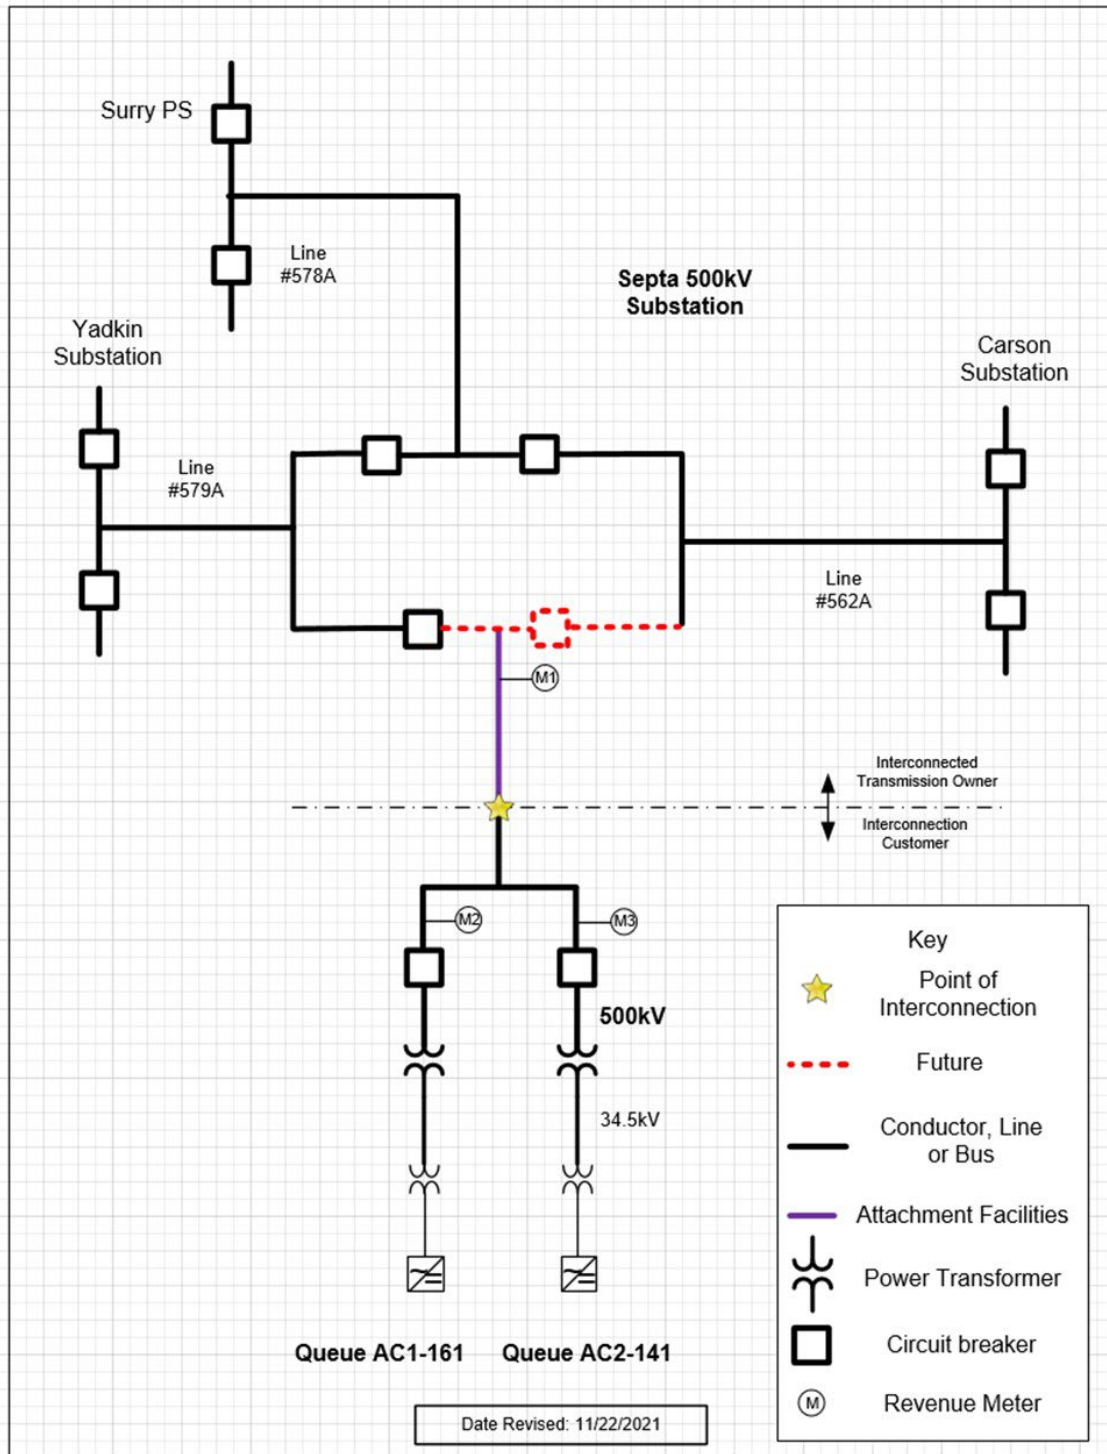 Surry PS
Line
#578A
Septa 500kV
Substation
Yadkin
Substation
Carson
Substation
Line
#579A
Line
#562A
M1
Interconnected
Transmission Owner
Interconnection
Customer
M2
M3
500kV
34.5kV
Queue AC1-161
Queue AC2-141
Date Revised: 11/22/2021
Key
Point of
Interconnection
Future
Conductor, Line
or Bus
Attachment Facilities
Power Transformer
Circuit breaker
M
Revenue Meter